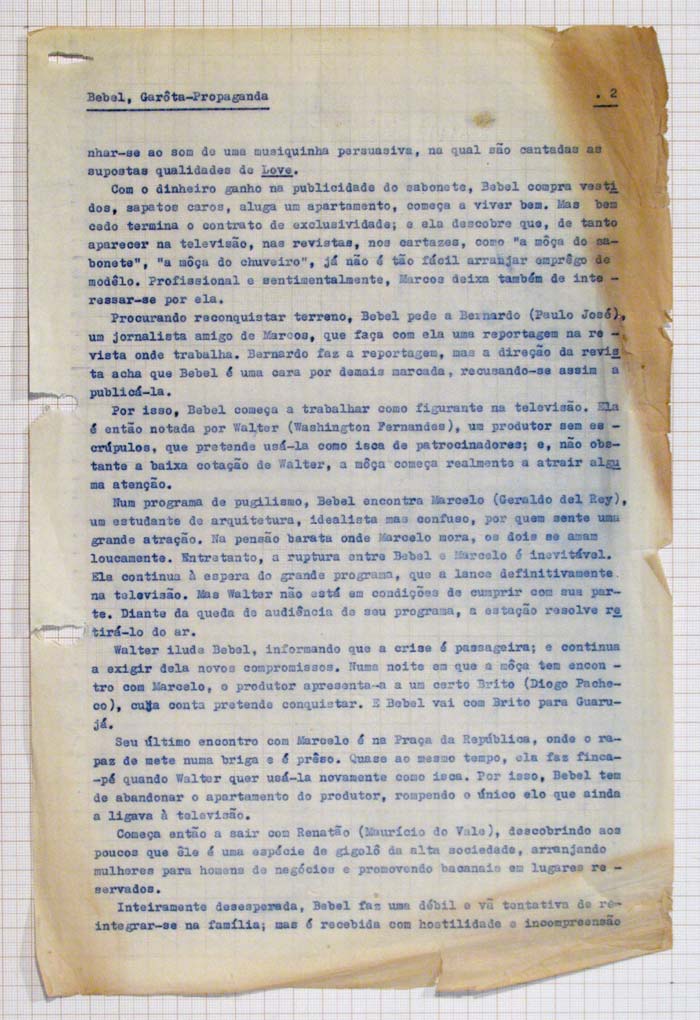 Bebel, Garôta-Propaganda . 2
nhar-se ao som de uma musiquinha persuasiva, na qual são cantadas as
supostas qualidades de Love.
Com o dinheiro ganho na publicidade do sabonete, Bebel compra vesti
dos, sapatos caros, aluga um apartamento, começa a viver bem. Mas bem
cedo termina o contrato de exclusividade; e ela descobre que, de tanto
aparecer na televisão, nas revistas, nos cartazes, como "a môça do sa-
bonete", "a môça do chuveiro", já não é tão fácil arranjar emprêgo de
modêlo. Profissional e sentimentalmente, Marcos deixa também de inte -
ressar-se por ela.
Procurando reconquistar terreno, Bebel pede a Bernardo (Paulo José),
um jornalista amigo de Marcos, que faça com ela uma reportagem na re -
vista onde trabalha. Bernardo faz a reportagem, mas a direção da revis
ta acha que Bebel é uma cara por demais marcada, recusando-se assim a
publicá-la.
Por isso, Bebel começa a trabalhar como figurante na televisão. Ela
é então notada por Walter (Washington Fernandes), um produtor sem es -
crúpulos, que pretende usá-la como isca de patrocinadores; e, não obs-
tante a baixa cotação de Walter, a môça começa realmente a atrair algu
ma atenção.
Num programa de pugilismo, Bebel encontra Marcelo (Geraldo del Rey),
um estudante de arquitetura, idealista mas confuso, por quem sente uma
grande atração. Na pensão barata onde Marcelo mora, os dois se amam
loucamente. Entretanto, a ruptura entre Bebel e Marcelo é inevitável.
Ela continua à espera do grande programa, que a lance definitivamente
na televisão. Mas Walter não está em condições de cumprir com sua par-
te. Diante da queda de audiência de seu programa, a estação resolve re
tirá-lo do ar.
Walter ilude Bebel, informando que a crise é passageira; e continua
a exigir dela novos compromissos. Numa noite em que a môça tem encon -
tro com Marcelo, o produtor apresenta-a a um certo Brito (Diogo Pache-
co), cuja conta pretende conquistar. E Bebel vai com Brito para Guaru-
já.
Seu último encontro com Marcelo é na Praça da República, onde o ra-
paz de mete numa briga e é prêso. Quase ao mesmo tempo, ela faz finca-
-pé quando Walter quer usá-la novamente como isca. Por isso, Bebel tem
de abandonar o apartamento do produtor, rompendo o único elo que ainda
a ligava à televisão.
Começa então a sair com Renatão (Maurício do Vale), descobrindo aos
poucos que êle é uma espécie de gigolô da alta sociedade, arranjando
mulheres para homens de negócios e promovendo bacanais em lugares re -
servados.
Inteiramente desesperada, Bebel faz uma débil e vã tentativa de re-
integrar-se na família; mas é recebida com hostilidade e incompreensão